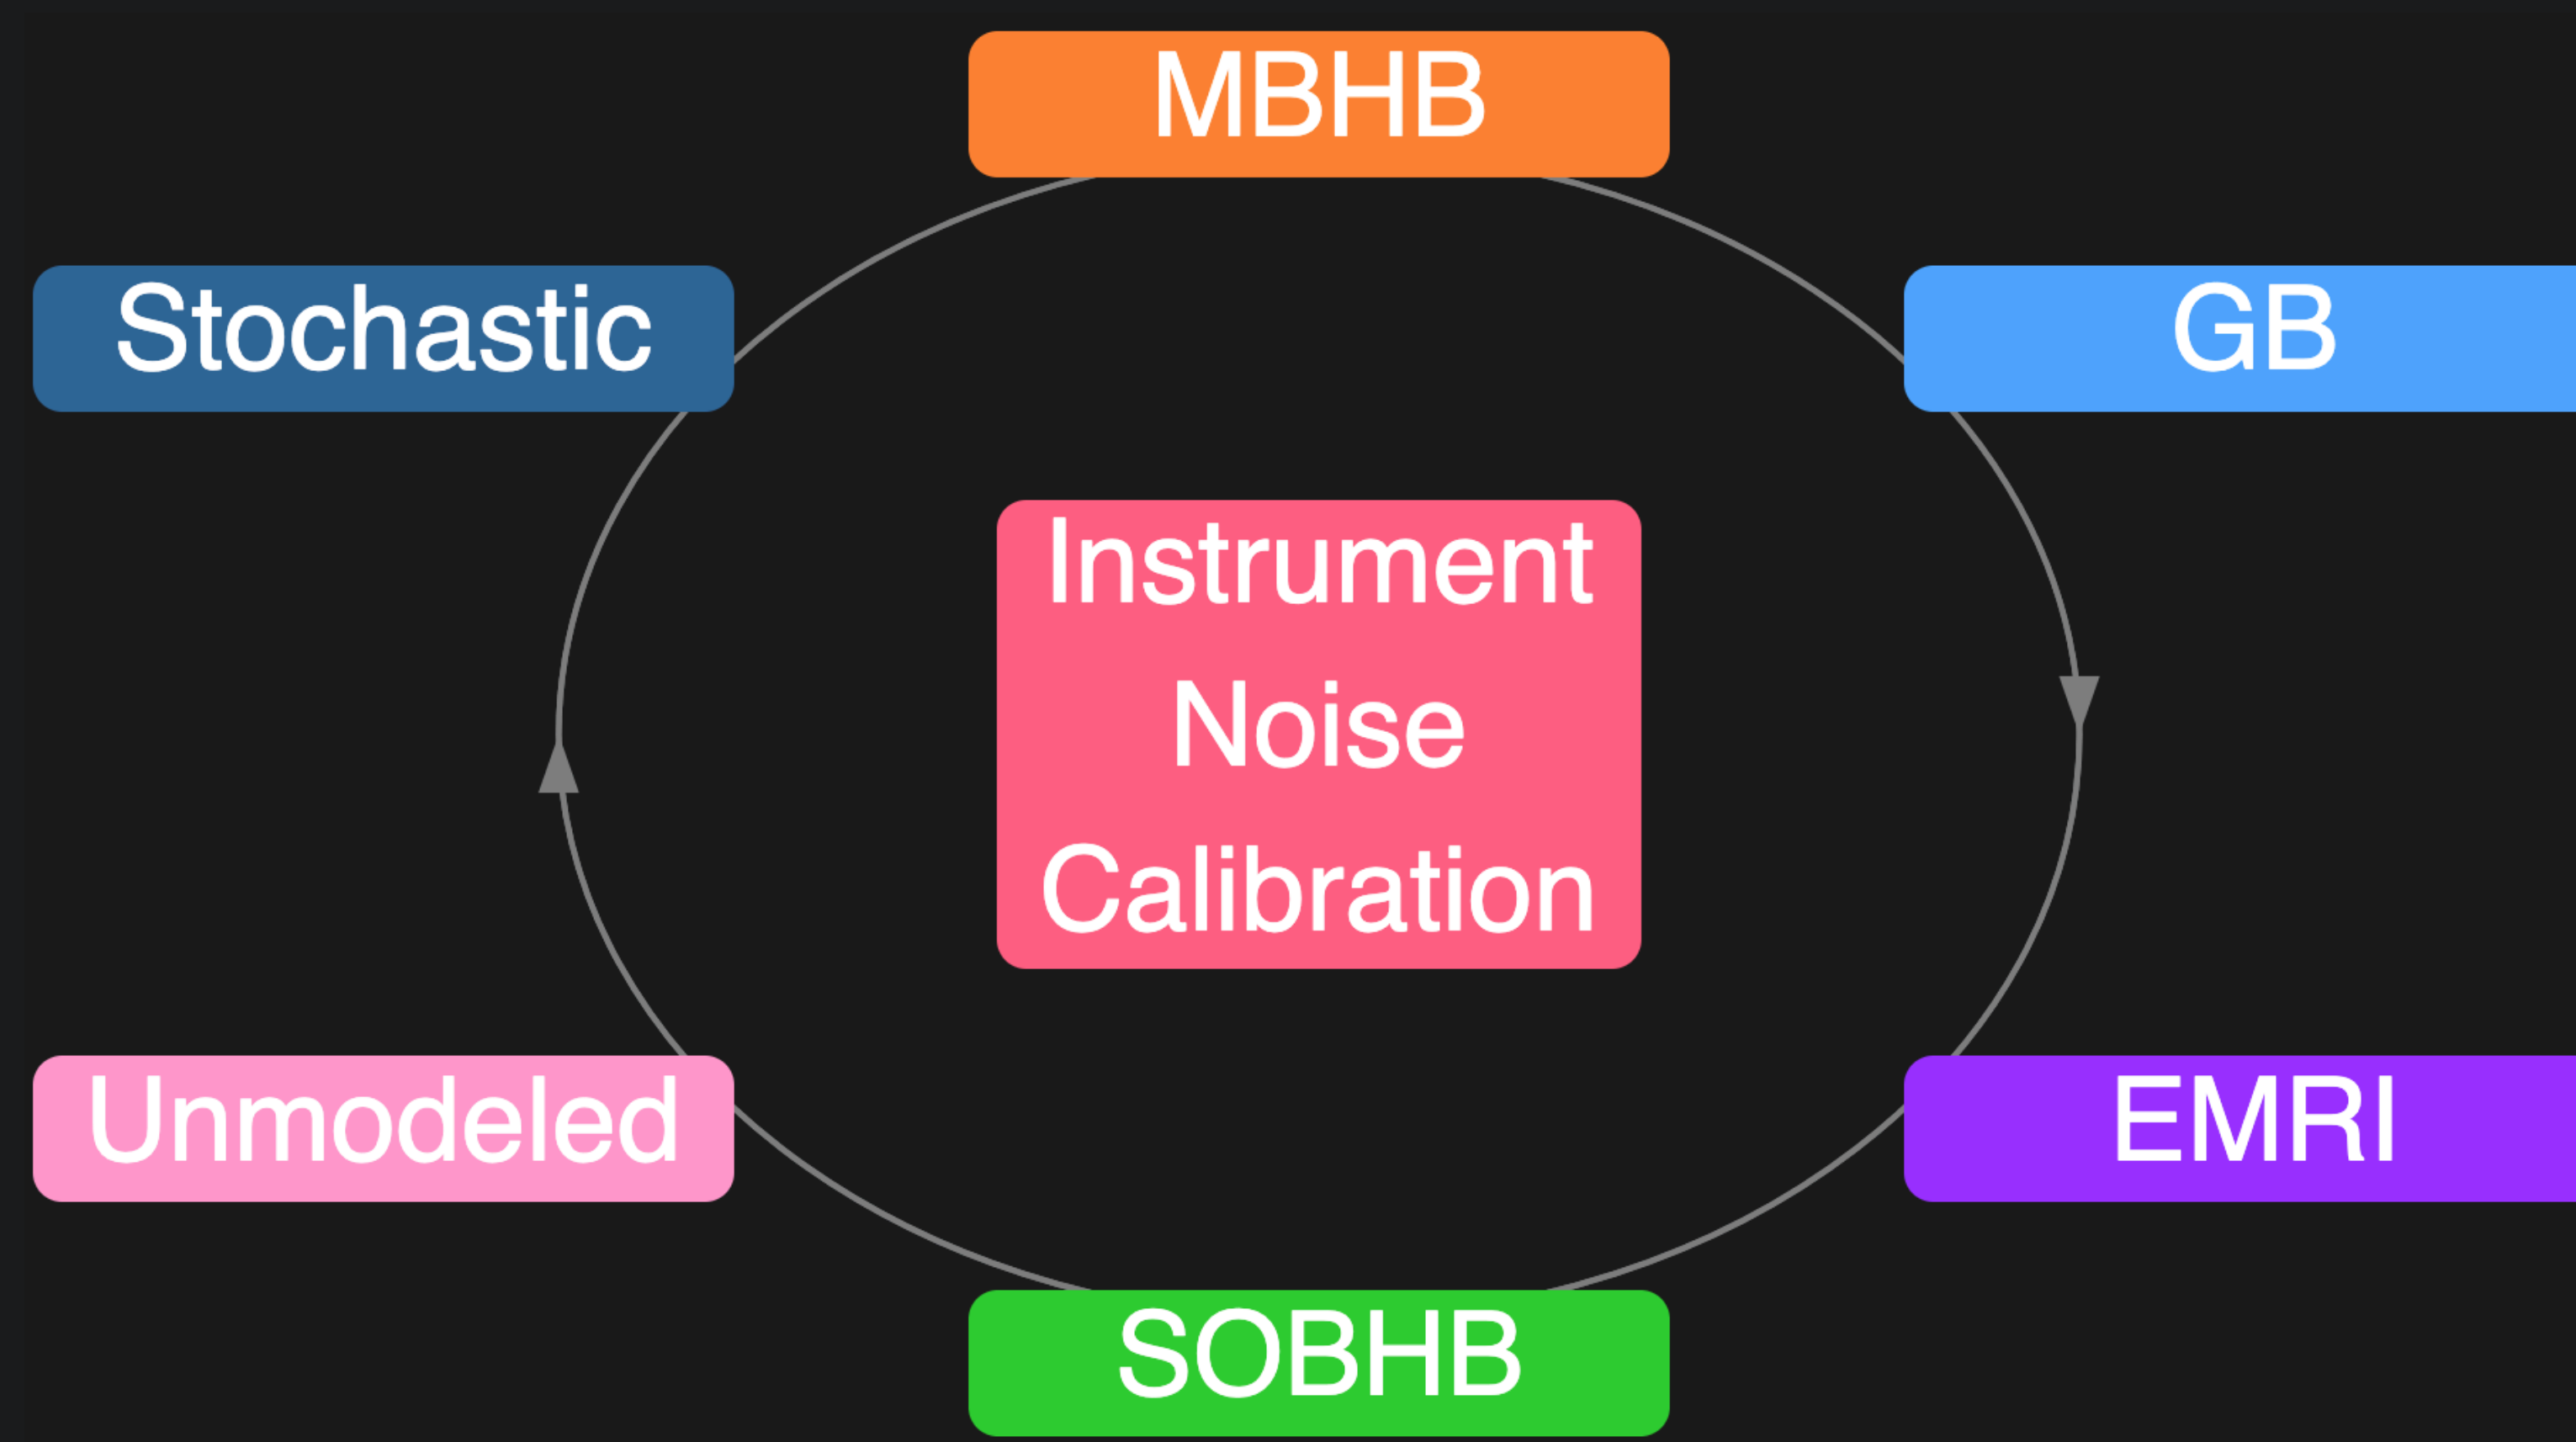 MBHB
Stochastic
GB
Instrument
Noise
Calibration
Unmodeled
EMRI
SOBHB